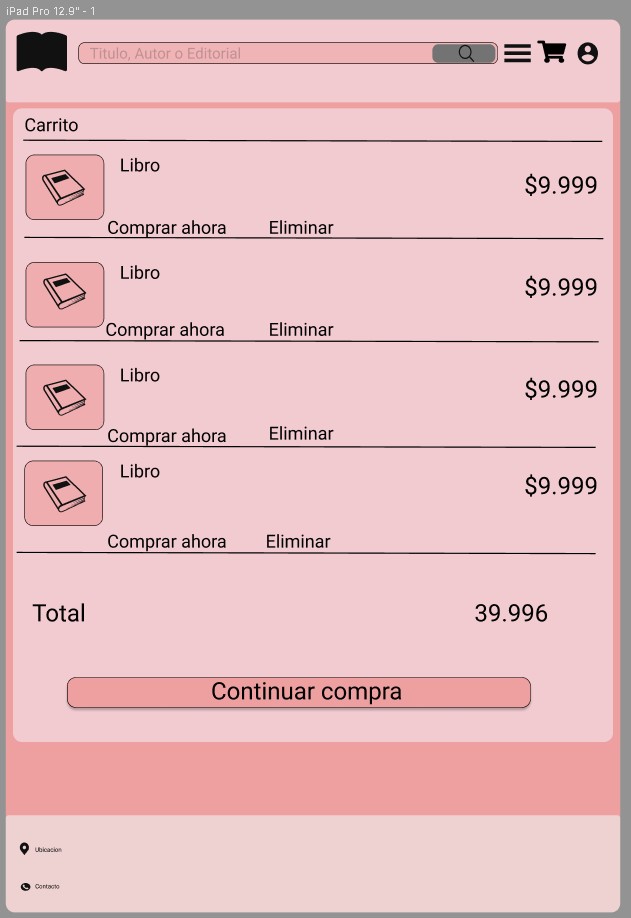 iPad Pro 12.9" - 1
Titulo, Autor o Editorial
Carrito
Libro
$9.999
Comprar ahora Eliminar
Libro
$9.999
Comprar ahora Eliminar
Libro
$9.999
Comprar ahora Eliminar
Libro
$9.999
Comprar ahora Eliminar
Total 39.996
Continuar compra
Ubicacion
Contacto